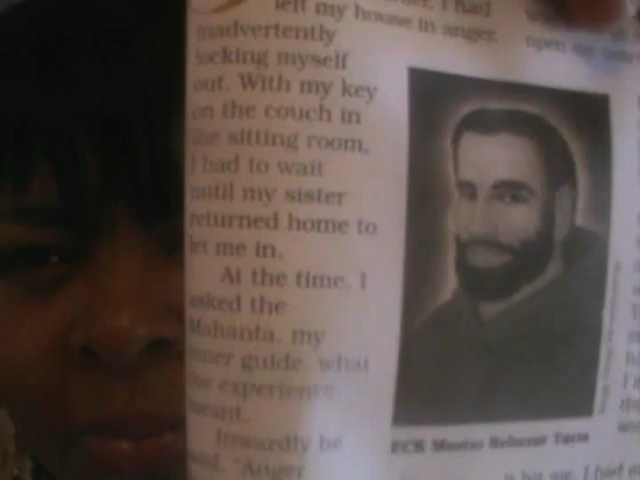 left my house in anger,
inadvertently
locking myself
out. With my key
on the couch in
the sitting room,
I had to wait
until my sister
returned home to
let me in.
At the time, I
asked the
Mahanta, my
inner guide, what
the experience
meant.
Inwardly he
said, "Anger
ECK Master Rebazar Tarzs
I had
open